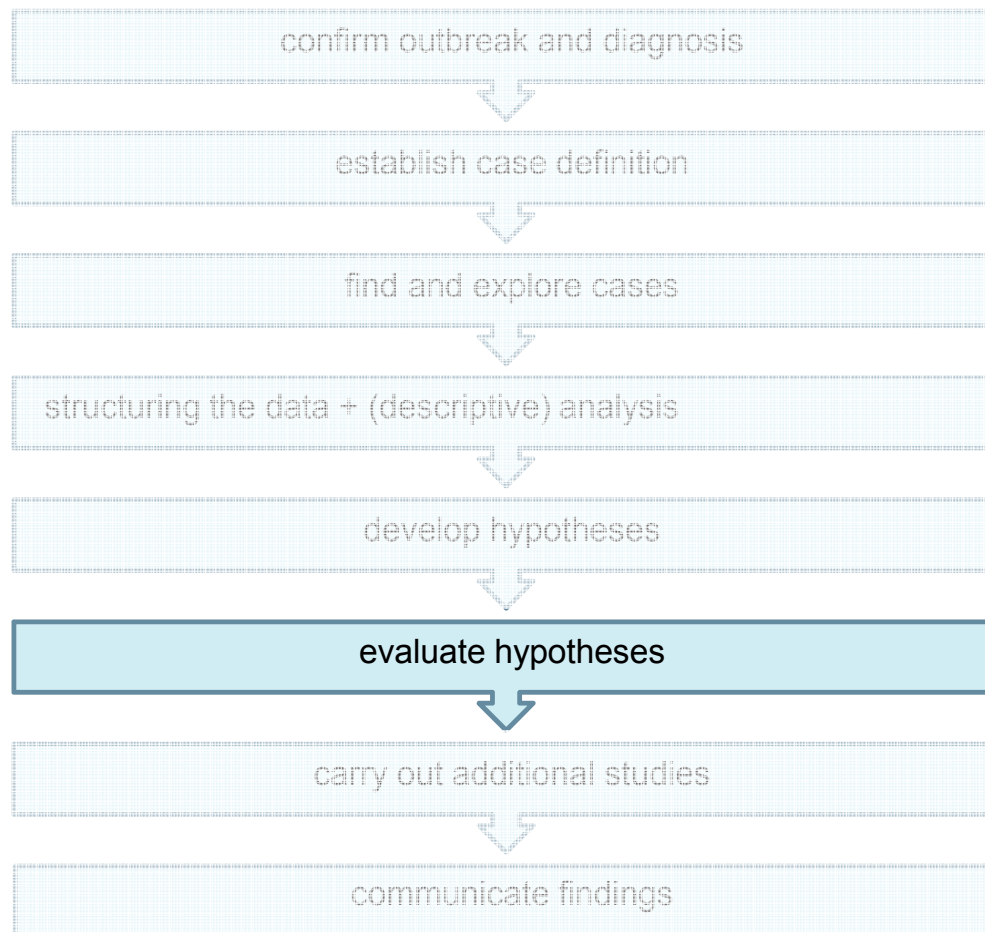 confirm outbreak and diagnosis
establish case definition
find and explore cases
structuring the data + (descriptive) analysis
develop hypotheses
evaluate hypotheses
carry out additional studies
communicate findings